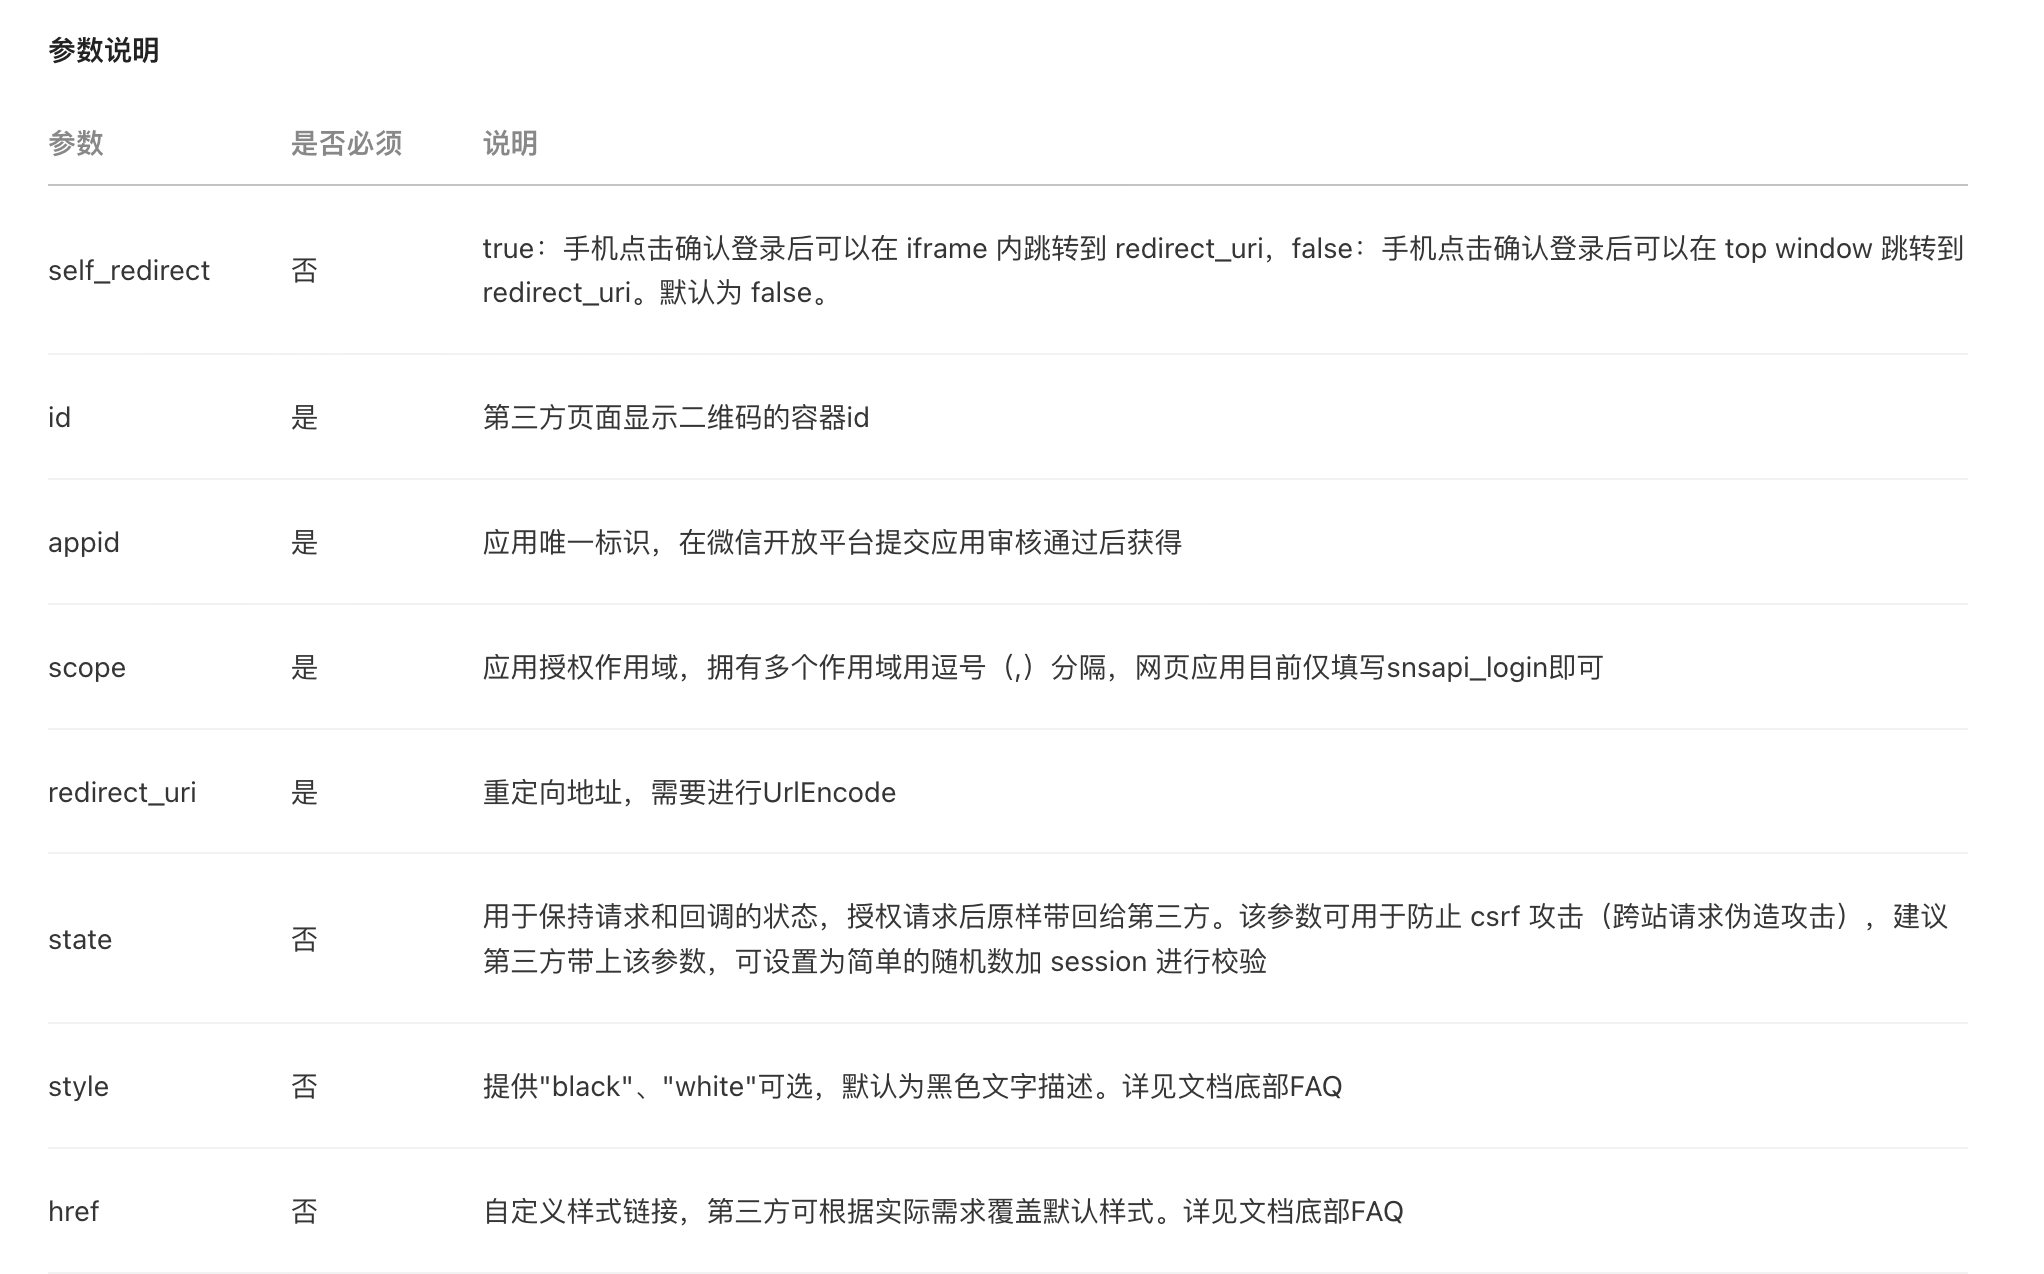 参数说明
参数 是否必须 说明
self_redirect 否 true：手机点击确认登录后可以在 iframe 内跳转到 redirect_uri，false：手机点击确认登录后可以在 top window 跳转到
redirect_uri。默认为 false。
id 是 第三方页面显示二维码的容器id
appid 是 应用唯一标识，在微信开放平台提交应用审核通过后获得
scope 是 应用授权作用域，拥有多个作用域用逗号（,）分隔，网页应用目前仅填写snsapi_login即可
redirect_uri 是 重定向地址，需要进行UrlEncode
state 否 用于保持请求和回调的状态，授权请求后原样带回给第三方。该参数可用于防止 csrf 攻击（跨站请求伪造攻击），建议
第三方带上该参数，可设置为简单的随机数加 session 进行校验
style 否 提供"black"、"white"可选，默认为黑色文字描述。详见文档底部FAQ
href 否 自定义样式链接，第三方可根据实际需求覆盖默认样式。详见文档底部FAQ